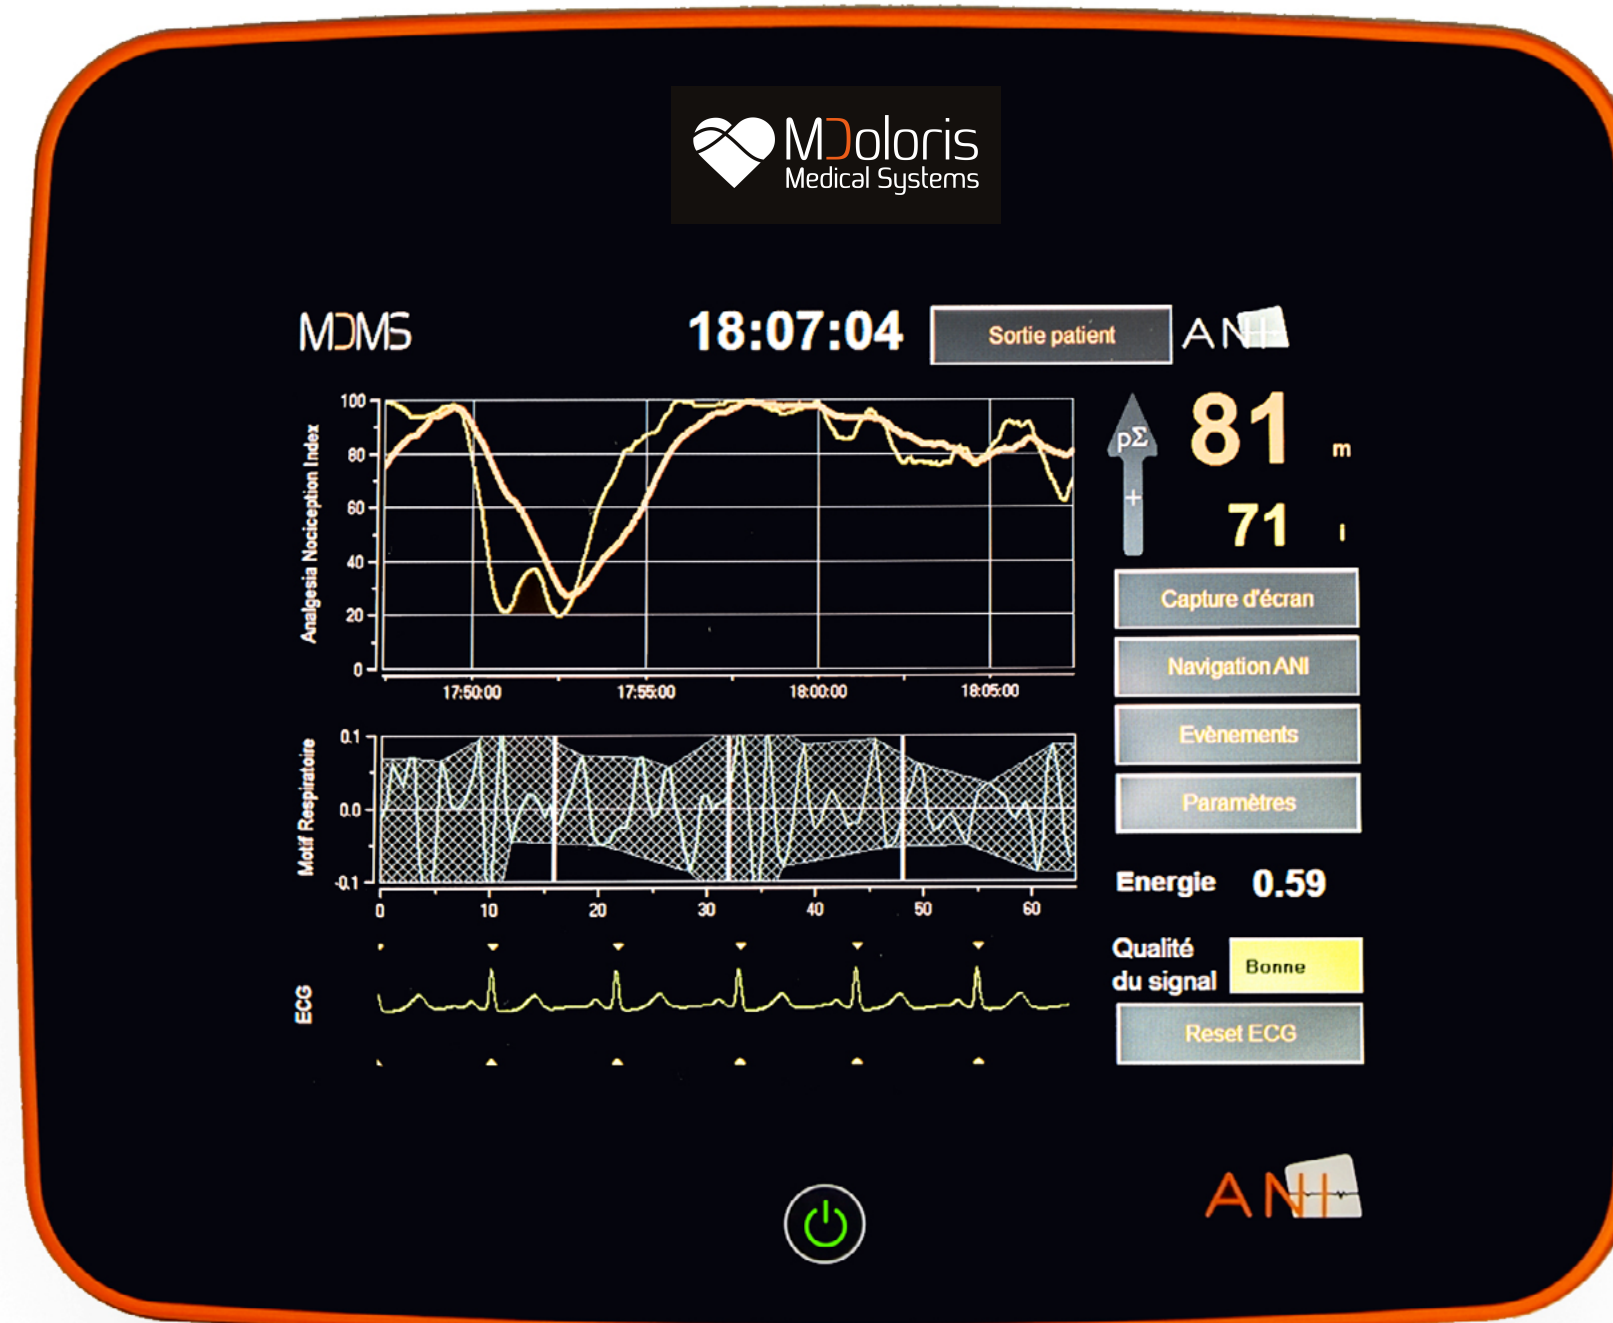 MDoloris
Medical Systems
MDMS
18:07:04
Sortie patient
ANI
100
80
60
40
20
0
Analgesia Nociception Index
17:50:00
17:55:00
18:00:00
18:05:00
pΣ
+
81 m
71 i
Capture d'écran
Navigation ANI
Evènements
Paramètres
0.1
0.0
-0.1
Motif Respiratoire
0
10
20
30
40
50
60
Energie 0.59
Qualité
du signal
Bonne
ECG
Reset ECG
ANI